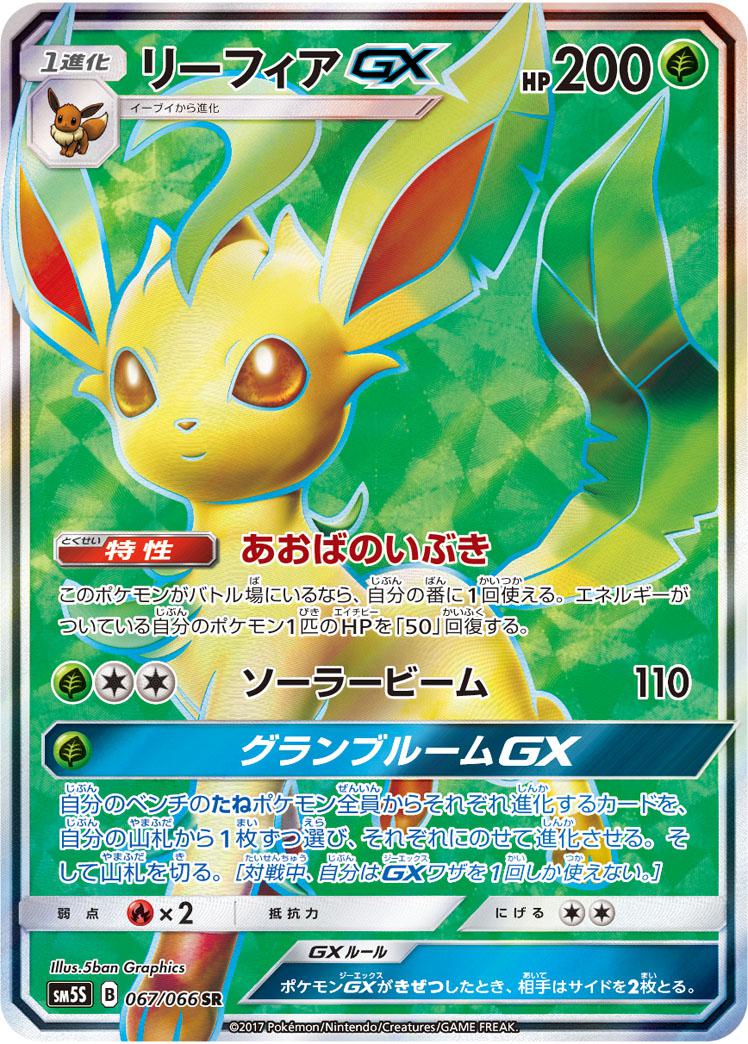 1進化
リーフィアGX
HP200
イーブイから進化
とくせい
特性
あおばのいぶき
このポケモンがバトル場にいるなら、自分の番に1回使える。エネルギーが
ついている自分のポケモン1匹のHPを「50」回復する。
ソーラービーム 110
グランブルームGX
自分のベンチのたねポケモン全員からそれぞれ進化するカードを、
自分の山札から1枚ずつ選び、それぞれにのせて進化させる。そ
して山札を切る。[対戦中、自分はGXワザを1回しか使えない。]
弱点 ×2 抵抗力 にげる
GXルール
ポケモンGXがきぜつしたとき、相手はサイドを2枚とる。
Illus.5ban Graphics
SM5S B 067/066 SR
©2017 Pokémon/Nintendo/Creatures/GAME FREAK.